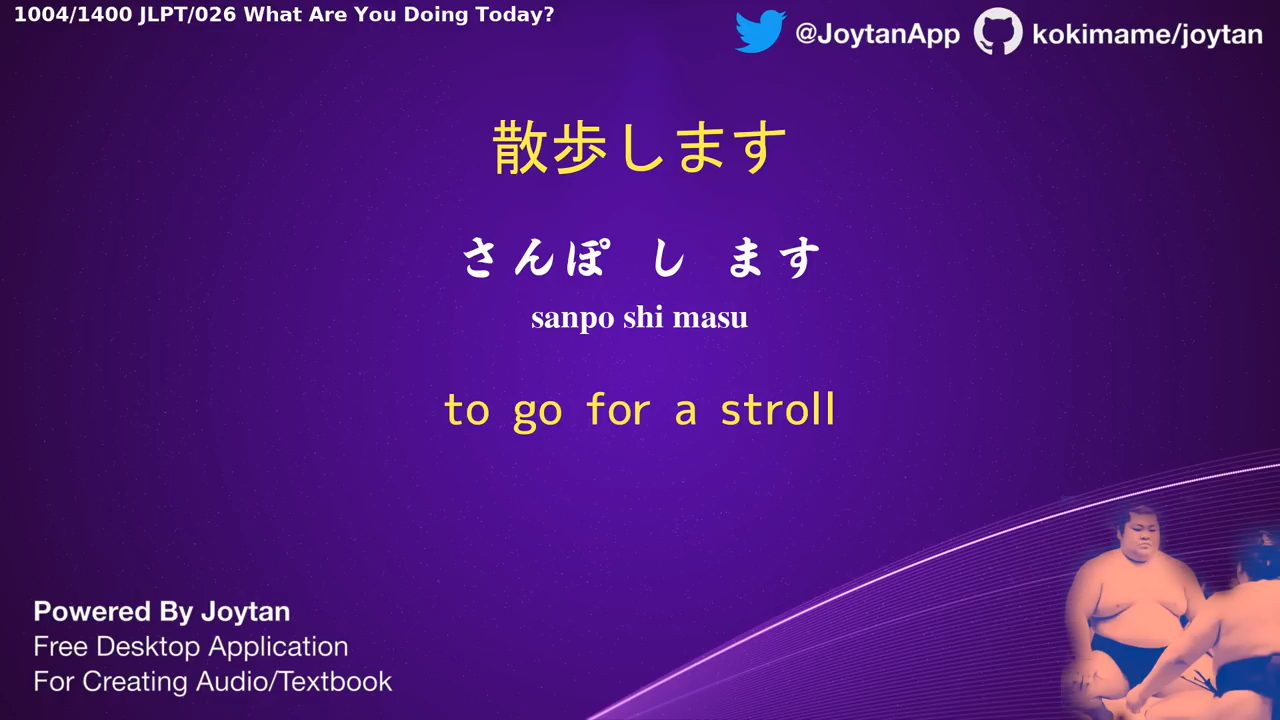 1004/1400 JLPT/026 What Are You Doing Today?
@JoytanApp kokimame/joytan
散歩します
さんぽ し ます
sanpo shi masu
to go for a stroll
Powered By Joytan
Free Desktop Application
For Creating Audio/Textbook